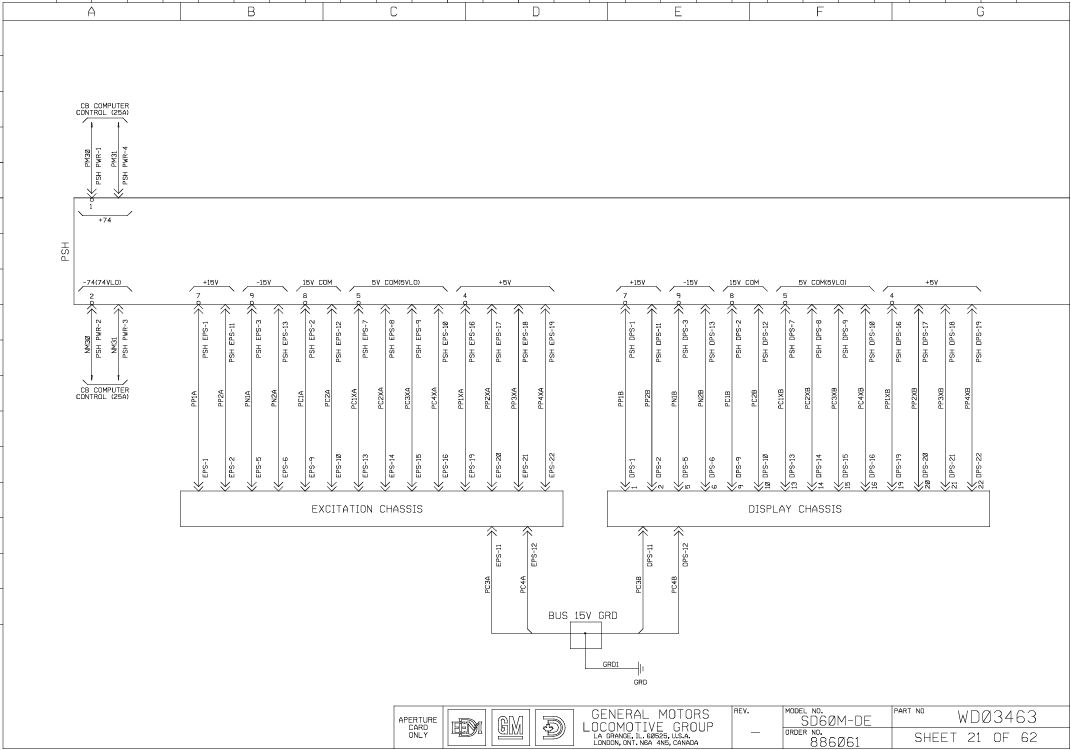 A B C D E F G
CB COMPUTER
CONTROL (25A)
PM30
PSH PWR-1
PM31
PSH PWR-4
1
+74
PSH
-74(74VLO)
+15V
-15V
15V COM
5V COM(5VLO)
+5V
+15V
-15V
15V COM
5V COM(5VLO)
+5V
2 7 9 8 5 4 7 9 8 5 4
NM30
PSH PWR-2
NM31
PSH PWR-3
CB COMPUTER
CONTROL (25A)
PSH EPS-1
PSH EPS-11
PSH EPS-3
PSH EPS-13
PSH EPS-2
PSH EPS-12
PSH EPS-7
PSH EPS-8
PSH EPS-9
PSH EPS-10
PSH EPS-16
PSH EPS-17
PSH EPS-18
PSH EPS-19
PSH DPS-1
PSH DPS-11
PSH DPS-3
PSH DPS-13
PSH DPS-2
PSH DPS-12
PSH DPS-7
PSH DPS-8
PSH DPS-9
PSH DPS-10
PSH DPS-16
PSH DPS-17
PSH DPS-18
PSH DPS-19
PP1A
PP2A
PN1A
PN2A
PC1A
PC2A
PC1XA
PC2XA
PC3XA
PC4XA
PP1XA
PP2XA
PP3XA
PP4XA
PP1B
PP2B
PN1B
PN2B
PC1B
PC2B
PC1XB
PC2XB
PC3XB
PC4XB
PP1XB
PP2XB
PP3XB
PP4XB
EPS-1
EPS-2
EPS-5
EPS-6
EPS-9
EPS-10
EPS-13
EPS-14
EPS-15
EPS-16
EPS-19
EPS-20
EPS-21
EPS-22
DPS-1
DPS-2
DPS-5
DPS-6
DPS-9
DPS-10
DPS-13
DPS-14
DPS-15
DPS-16
DPS-19
DPS-20
DPS-21
DPS-22
1 2 5 6 9 10 13 14 15 16 19 20 21 22
EXCITATION CHASSIS
DISPLAY CHASSIS
PC3A
EPS-11
PC4A
EPS-12
PC3B
DPS-11
PC4B
DPS-12
BUS 15V GRD
GRD1
GRD
APERTURE
CARD
ONLY
EDM
GM
D
GENERAL MOTORS
LOCOMOTIVE GROUP
LA GRANGE, IL. 60525, U.S.A.
LONDON, ONT. N6A 4N5, CANADA
REV.
-
MODEL NO.
SD60M-DE
ORDER NO.
886061
PART NO
WD03463
SHEET 21 OF 62